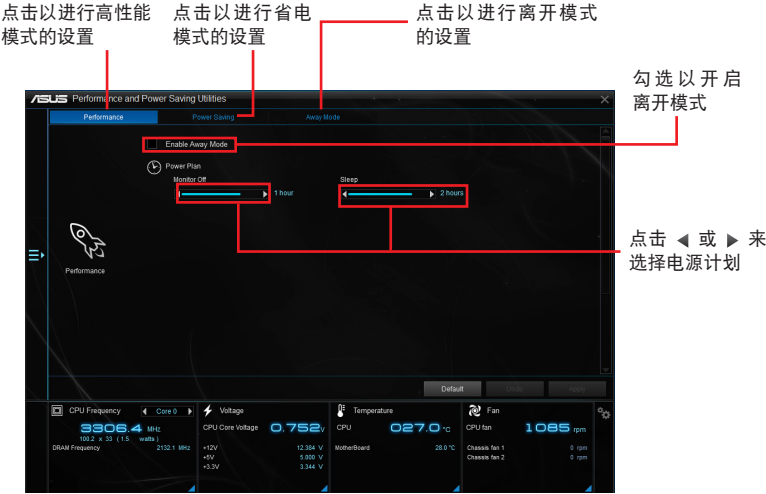 点击以进行高性能
模式的设置
点击以进行省电
模式的设置
点击以进行离开模式
的设置
勾选以开启
离开模式
ASUS Performance and Power Saving Utilities
Performance
Power Saving
Away Mode
Enable Away Mode
Power Plan
Monitor Off
1 hour
Sleep
2 hours
点击 ◀ 或 ▶ 来
选择电源计划
Performance
Default
Undo
Apply
CPU Frequency
Core 0
3306.4 MHz
100.2 x 33 ( 1.5 watts )
DRAM Frequency 2132.1 MHz
Voltage
CPU Core Voltage 0.752v
+12V 12.384 V
+5V 5.000 V
+3.3V 3.344 V
Temperature
CPU 027.0 °C
MotherBoard 28.0 °C
Fan
CPU fan 1085 rpm
Chassis fan 1 0 rpm
Chassis fan 2 0 rpm